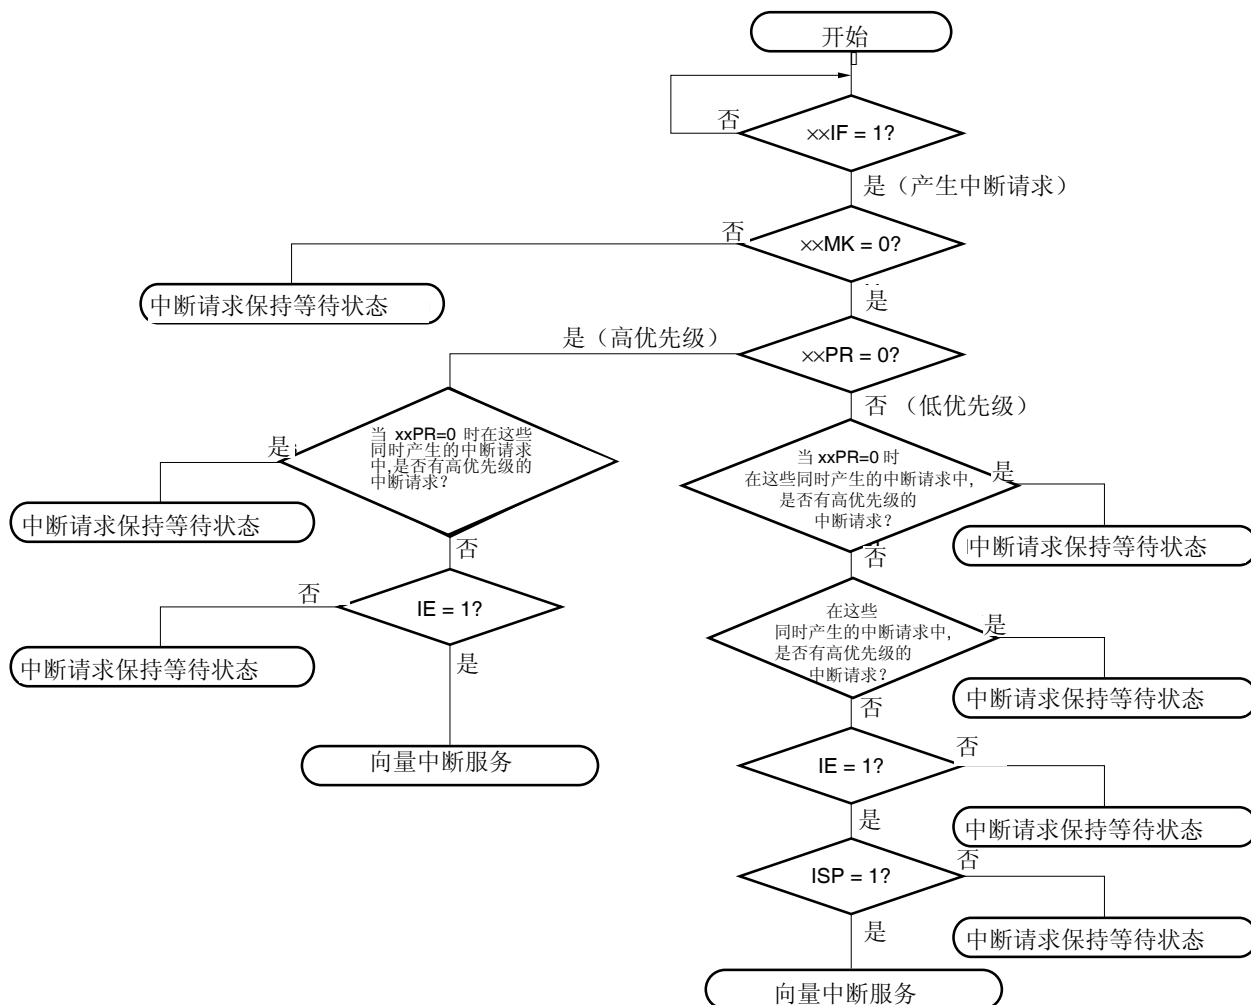 开始
否
××IF = 1?
是（产生中断请求）
否
××MK = 0?
中断请求保持等待状态
是
是（高优先级）
××PR = 0?
否 （低优先级）
是
当 xxPR=0 时在这些
同时产生的中断请求
中,是否有高优先级的
中断请求？
当 xxPR=0 时
在这些同时产生的中断请求中,
是否有高优先级的
中断请求？
是
中断请求保持等待状态
中断请求保持等待状态
否
否
否
IE = 1?
在这些
同时产生的中断请求中,
是否有高优先级的
中断请求？
是
中断请求保持等待状态
是
中断请求保持等待状态
否
向量中断服务
IE = 1?
否
中断请求保持等待状态
是
ISP = 1?
否
中断请求保持等待状态
是
向量中断服务